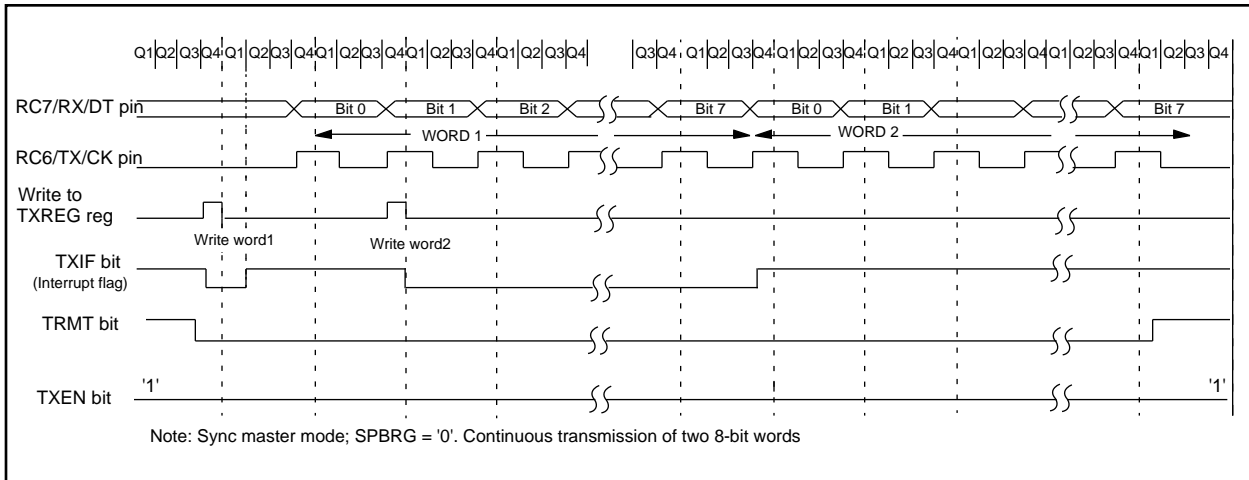 Q1 Q2 Q3 Q4 Q1 Q2 Q3 Q4 Q1 Q2 Q3 Q4 Q1 Q2 Q3 Q4 Q1 Q2 Q3 Q4 Q3 Q4 Q1 Q2 Q3 Q4 Q1 Q2 Q3 Q4 Q1 Q2 Q3 Q4 Q1 Q2 Q3 Q4 Q1 Q2 Q3 Q4 Q1 Q2 Q3 Q4
RC7/RX/DT pin Bit 0 Bit 1 Bit 2 Bit 7 Bit 0 Bit 1 Bit 7
WORD 1 WORD 2
RC6/TX/CK pin
Write to
TXREG reg
Write word1 Write word2
TXIF bit
(Interrupt flag)
TRMT bit
'1' '1'
TXEN bit
Note: Sync master mode; SPBRG = '0'. Continuous transmission of two 8-bit words